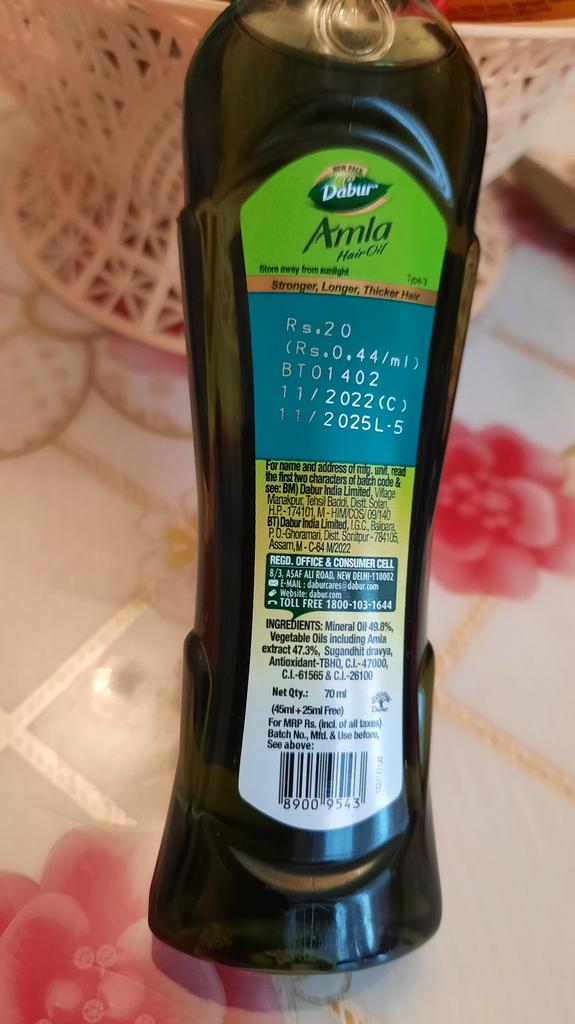 NEW PACK
Dabur
Amla
Hair Oil
Store away from sunlight Type-3
Stronger, Longer, Thicker Hair
Rs.20
(Rs.0.44/ml)
BT01402
11/2022(C)
11/2025L-5
For name and address of mfg. unit, read
the first two characters of batch code &
see: BM) Dabur India Limited, Village
Manakpur, Tehsil Baddi, Distt. Solan,
H.P.-174101, M - HIM/COS/09/140
BT) Dabur India Limited, I.G.C., Balipara,
P. O.-Ghoramari, Distt. Sonitpur - 784105,
Assam, M - C-64 M/2022
REGD. OFFICE & CONSUMER CELL
8/3, ASAF ALI ROAD, NEW DELHI-110002
E-MAIL : daburcares@dabur.com
Website: dabur.com
TOLL FREE 1800-103-1644
INGREDIENTS: Mineral Oil 49.8%,
Vegetable Oils including Amla
extract 47.3%, Sugandhit dravya,
Antioxidant-TBHQ, C.I.-47000,
C.I.-61565 & C.I.-26100
Net Qty.: 70 ml
(45ml+25ml Free)
Dabur
For MRP Rs. (incl. of all taxes)
Batch No., Mfd. & Use before,
See above:
8900 9543